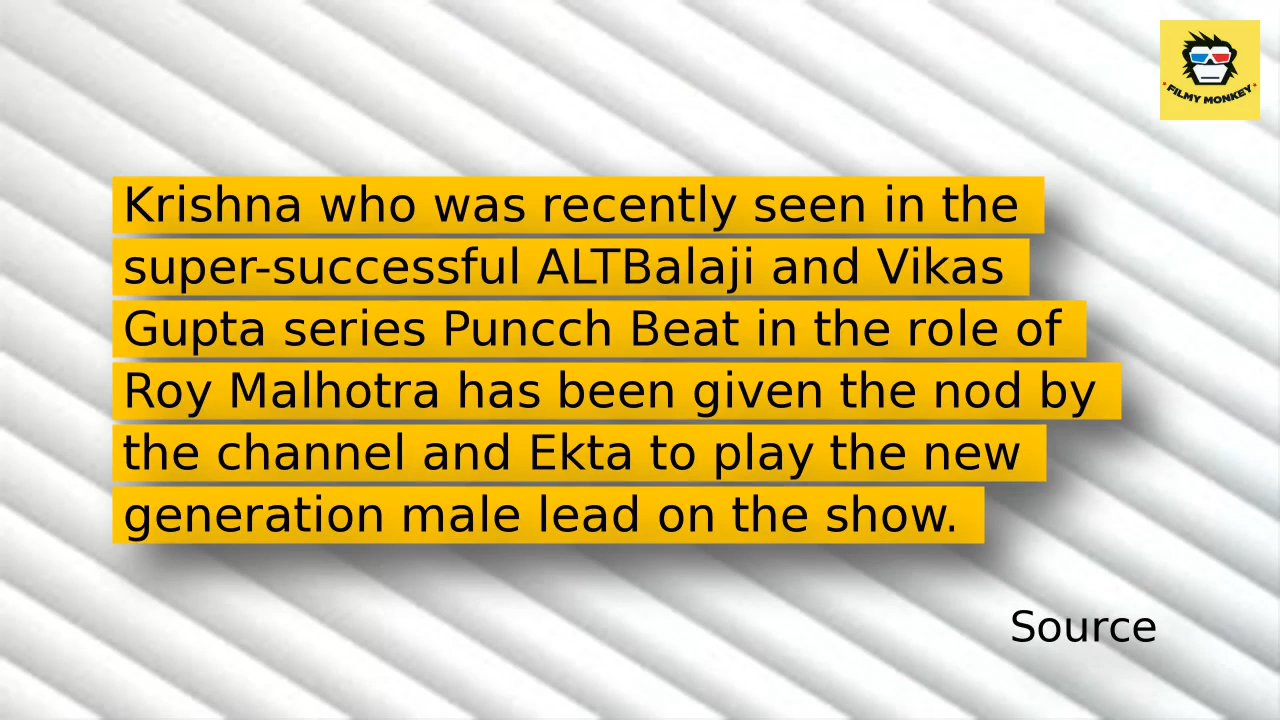 FILMY MONKEY
Krishna who was recently seen in the
super-successful ALTBalaji and Vikas
Gupta series Puncch Beat in the role of
Roy Malhotra has been given the nod by
the channel and Ekta to play the new
generation male lead on the show.
Source